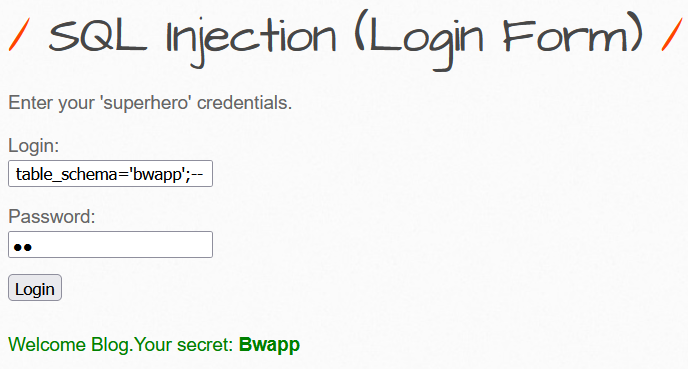 / SQL Injection (Login Form) /
Enter your 'superhero' credentials.
Login:
table_schema='bwapp';--
Password:
●●
Login
Welcome Blog.Your secret: Bwapp